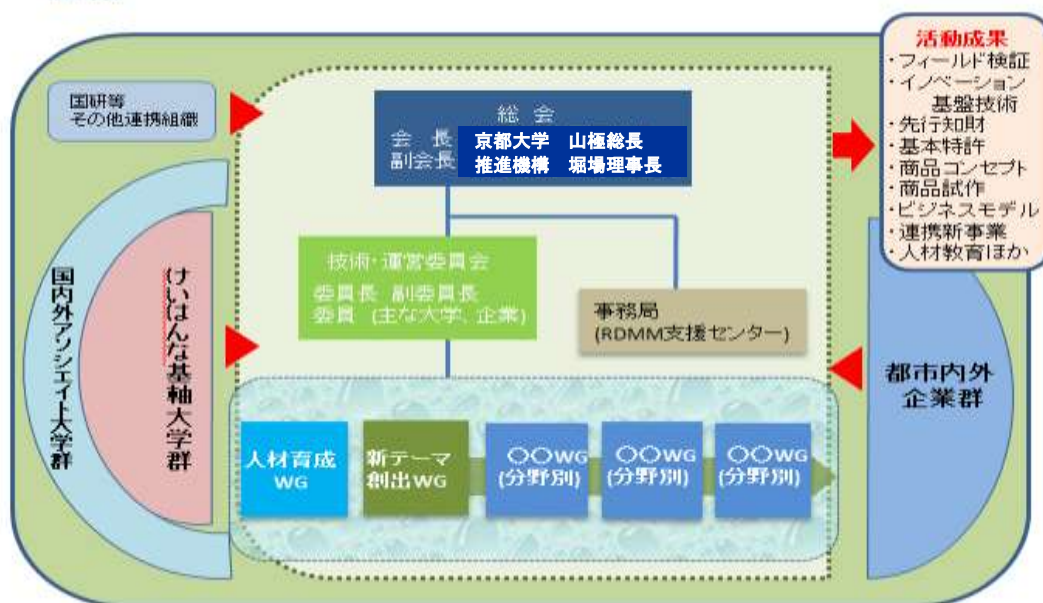 国研等
その他連携組織
総 会
会 長 京都大学 山極総長
副会長 推進機構 堀場理事長
活動成果
・フィールド検証
・イノベーション
基盤技術
・先行知財
・基本特許
・商品コンセプト
・商品試作
・ビジネスモデル
・連携新事業
・人材教育ほか
技術・運営委員会
委員長 副委員長
委員 (主な大学、企業)
事務局
(RDMM支援センター)
国内外アソシエイト大学群
けいはんな基軸大学群
都市内外
企業群
人材育成
WG
新テーマ
創出WG
〇〇WG
(分野別)
〇〇WG
(分野別)
〇〇WG
(分野別)